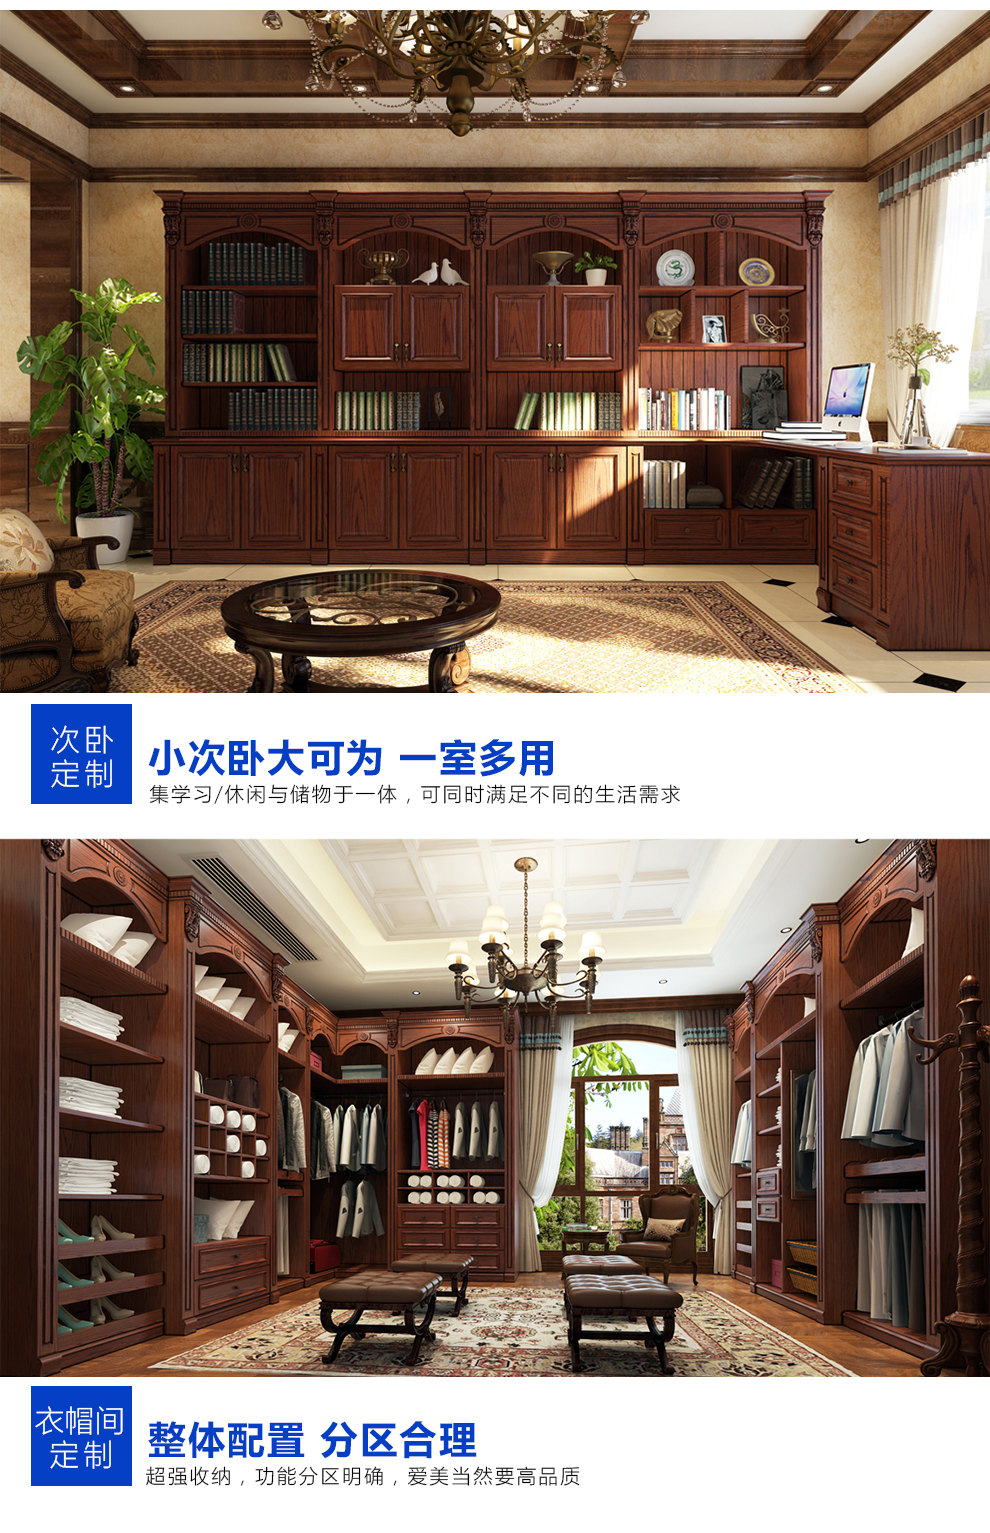 次卧
定制
小次卧大可为 一室多用
集学习/休闲与储物于一体，可同时满足不同的生活需求
衣帽间
定制
整体配置 分区合理
超强收纳，功能分区明确，爱美当然要高品质